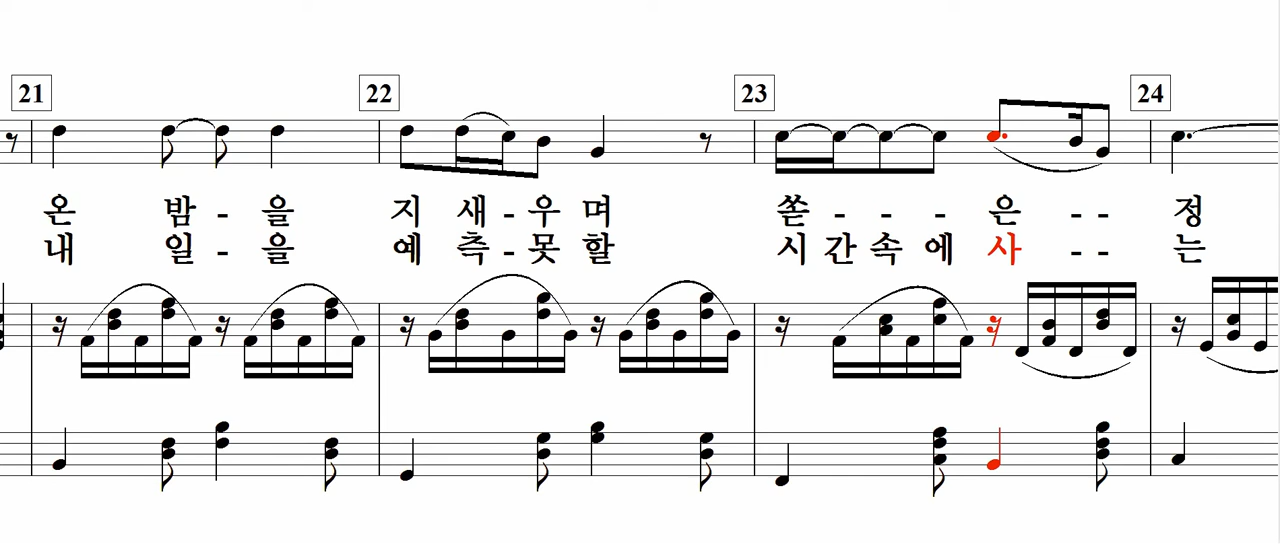 21 22 23 24
온 밤 - 을 지 새 - 우 며 쏟 - - - 은 - - 정
내 일 - 을 예 측 - 못 할 시 간 속 에 사 - - 는